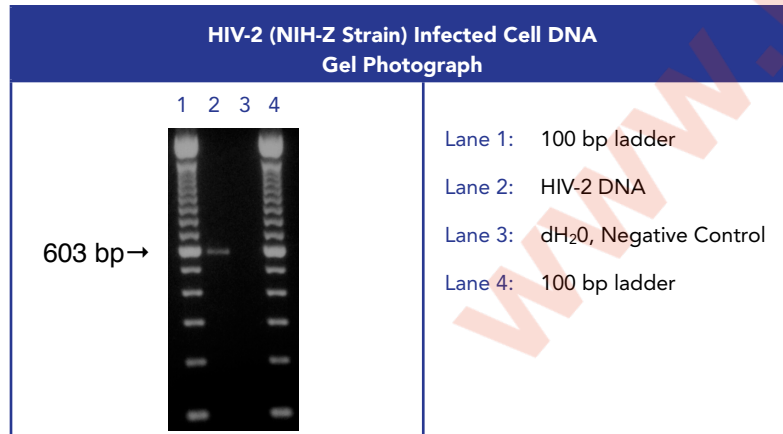 HIV-2 (NIH-Z Strain) Infected Cell DNA
Gel Photograph
1 2 3 4
603 bp→
Lane 1: 100 bp ladder
Lane 2: HIV-2 DNA
Lane 3: dH₂0, Negative Control
Lane 4: 100 bp ladder
www.